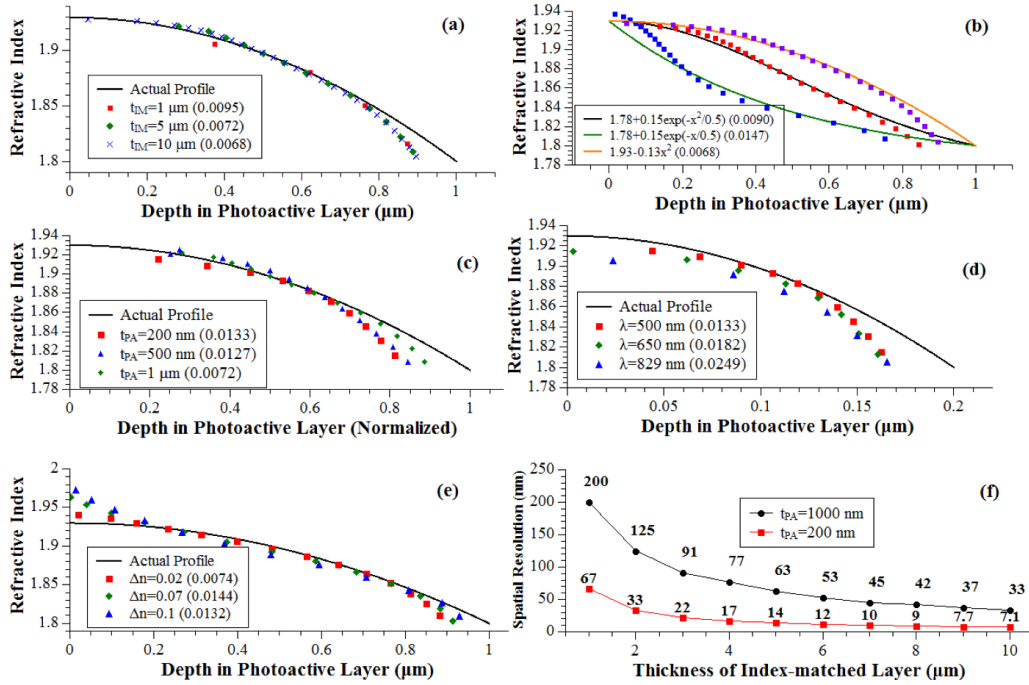 (a)
Refractive Index
1.9
1.85
1.8
Actual Profile
tIM=1 µm (0.0095)
tIM=5 µm (0.0072)
tIM=10 µm (0.0068)
0 0.2 0.4 0.6 0.8 1
Depth in Photoactive Layer (µm)
(b)
Refractive Index
1.94
1.92
1.9
1.88
1.86
1.84
1.82
1.8
1.78
1.78+0.15exp(-x²/0.5) (0.0090)
1.78+0.15exp(-x/0.5) (0.0147)
1.93-0.13x² (0.0068)
0 0.2 0.4 0.6 0.8 1
Depth in Photoactive Layer (µm)
(c)
Refractive Index
1.94
1.92
1.9
1.88
1.86
1.84
1.82
1.8
1.78
Actual Profile
tPA=200 nm (0.0133)
tPA=500 nm (0.0127)
tPA=1 µm (0.0072)
0 0.2 0.4 0.6 0.8 1
Depth in Photoactive Layer (Normalized)
(d)
Refractive Inedx
1.94
1.92
1.9
1.88
1.86
1.84
1.82
1.8
1.78
Actual Profile
λ=500 nm (0.0133)
λ=650 nm (0.0182)
λ=829 nm (0.0249)
0 0.05 0.1 0.15 0.2
Depth in Photoactive Layer (µm)
(e)
Refractive Index
2
1.95
1.9
1.85
1.8
Actual Profile
Δn=0.02 (0.0074)
Δn=0.07 (0.0144)
Δn=0.1 (0.0132)
0 0.2 0.4 0.6 0.8 1
Depth in Photoactive Layer (µm)
(f)
Spatial Resolution (nm)
250
200
150
100
50
0
tPA=1000 nm
tPA=200 nm
200 125 91 77 63 53 45 42 37 33
67 33 22 17 14 12 10 9 7.7 7.1
2 4 6 8 10
Thickness of Index-matched Layer (µm)